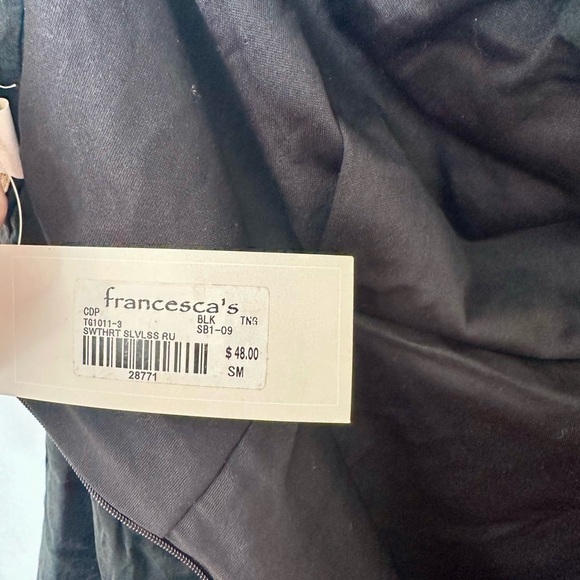 francesca's
CDP BLK TNG
TG1011-3 SB1-09
SWTHRT SLVLSS RU
$48.00
28771 SM